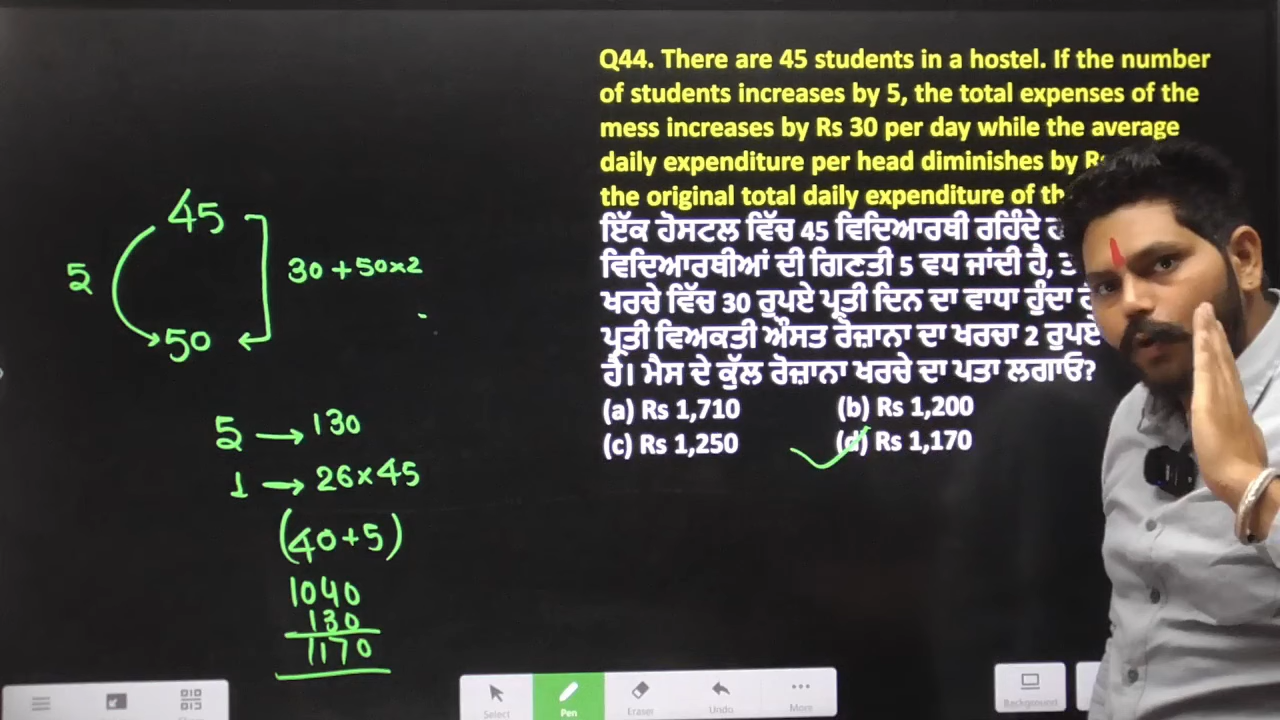 Q44. There are 45 students in a hostel. If the number
of students increases by 5, the total expenses of the
mess increases by Rs 30 per day while the average
daily expenditure per head diminishes by
the original total daily expenditure of
ਇੱਕ ਹੋਸਟਲ ਵਿੱਚ 45 ਵਿਦਿਆਰਥੀ ਰਹਿੰਦੇ
ਵਿਦਿਆਰਥੀਆਂ ਦੀ ਗਿਣਤੀ 5 ਵਧ ਜਾਂਦੀ ਹੈ,
ਖਰਚੇ ਵਿੱਚ 30 ਰੁਪਏ ਪ੍ਰਤੀ ਦਿਨ ਦਾ ਵਾਧਾ ਹੁੰਦਾ
ਪ੍ਰਤੀ ਵਿਅਕਤੀ ਔਸਤ ਰੋਜ਼ਾਨਾ ਦਾ ਖਰਚਾ 2 ਰੁਪਏ
ਹੈ। ਮੈਸ ਦੇ ਕੁੱਲ ਰੋਜ਼ਾਨਾ ਖਰਚੇ ਦਾ ਪਤਾ ਲਗਾਓ?
(a) Rs 1,710 (b) Rs 1,200
(c) Rs 1,250 (d) Rs 1,170
45
5 30 + 50×2
50
5 → 130
1 → 26×45
(40+5)
1040
130
1170
Select Pen Eraser Undo More Background